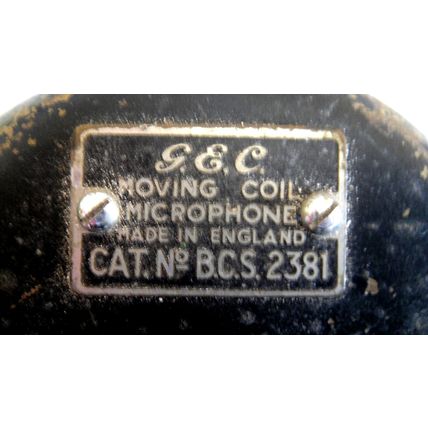 G.E.C.
MOVING COIL
MICROPHONE
MADE IN ENGLAND
CAT. Nº B.C.S. 2381